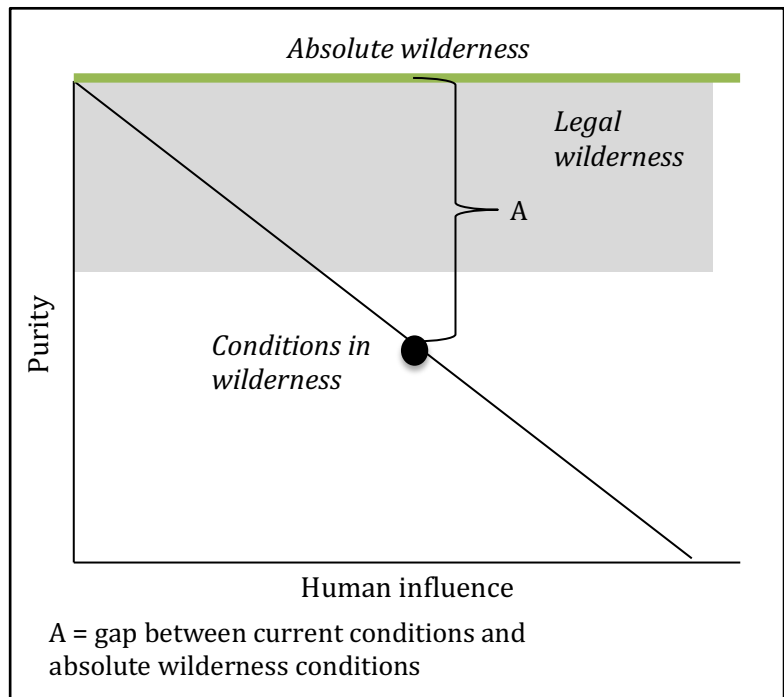 Absolute wilderness
Legal
wilderness
A
Purity
Conditions in
wilderness
Human influence
A = gap between current conditions and
absolute wilderness conditions